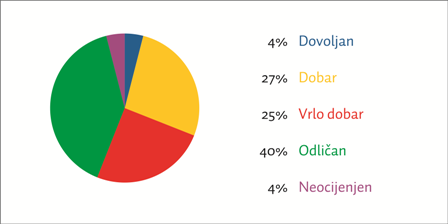 4% Dovoljan
27% Dobar
25% Vrlo dobar
40% Odličan
4% Neocijenjen